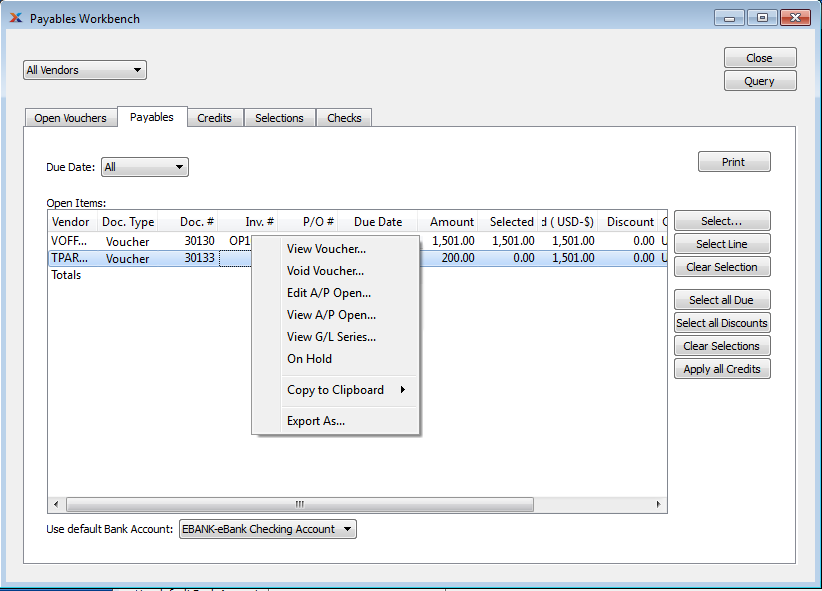 Payables Workbench
All Vendors
Close
Query
Open Vouchers Payables Credits Selections Checks
Due Date: All
Print
Open Items:
Vendor Doc. Type Doc. # Inv. # P/O # Due Date Amount Selected d ( USD-$) Discount
VOFF... Voucher 30130 OP1 1,501.00 1,501.00 1,501.00 0.00 U
TPAR... Voucher 30133 200.00 0.00 1,501.00 0.00 U
Totals
View Voucher...
Void Voucher...
Edit A/P Open...
View A/P Open...
View G/L Series...
On Hold
Copy to Clipboard
Export As...
Select...
Select Line
Clear Selection
Select all Due
Select all Discounts
Clear Selections
Apply all Credits
Use default Bank Account: EBANK-eBank Checking Account